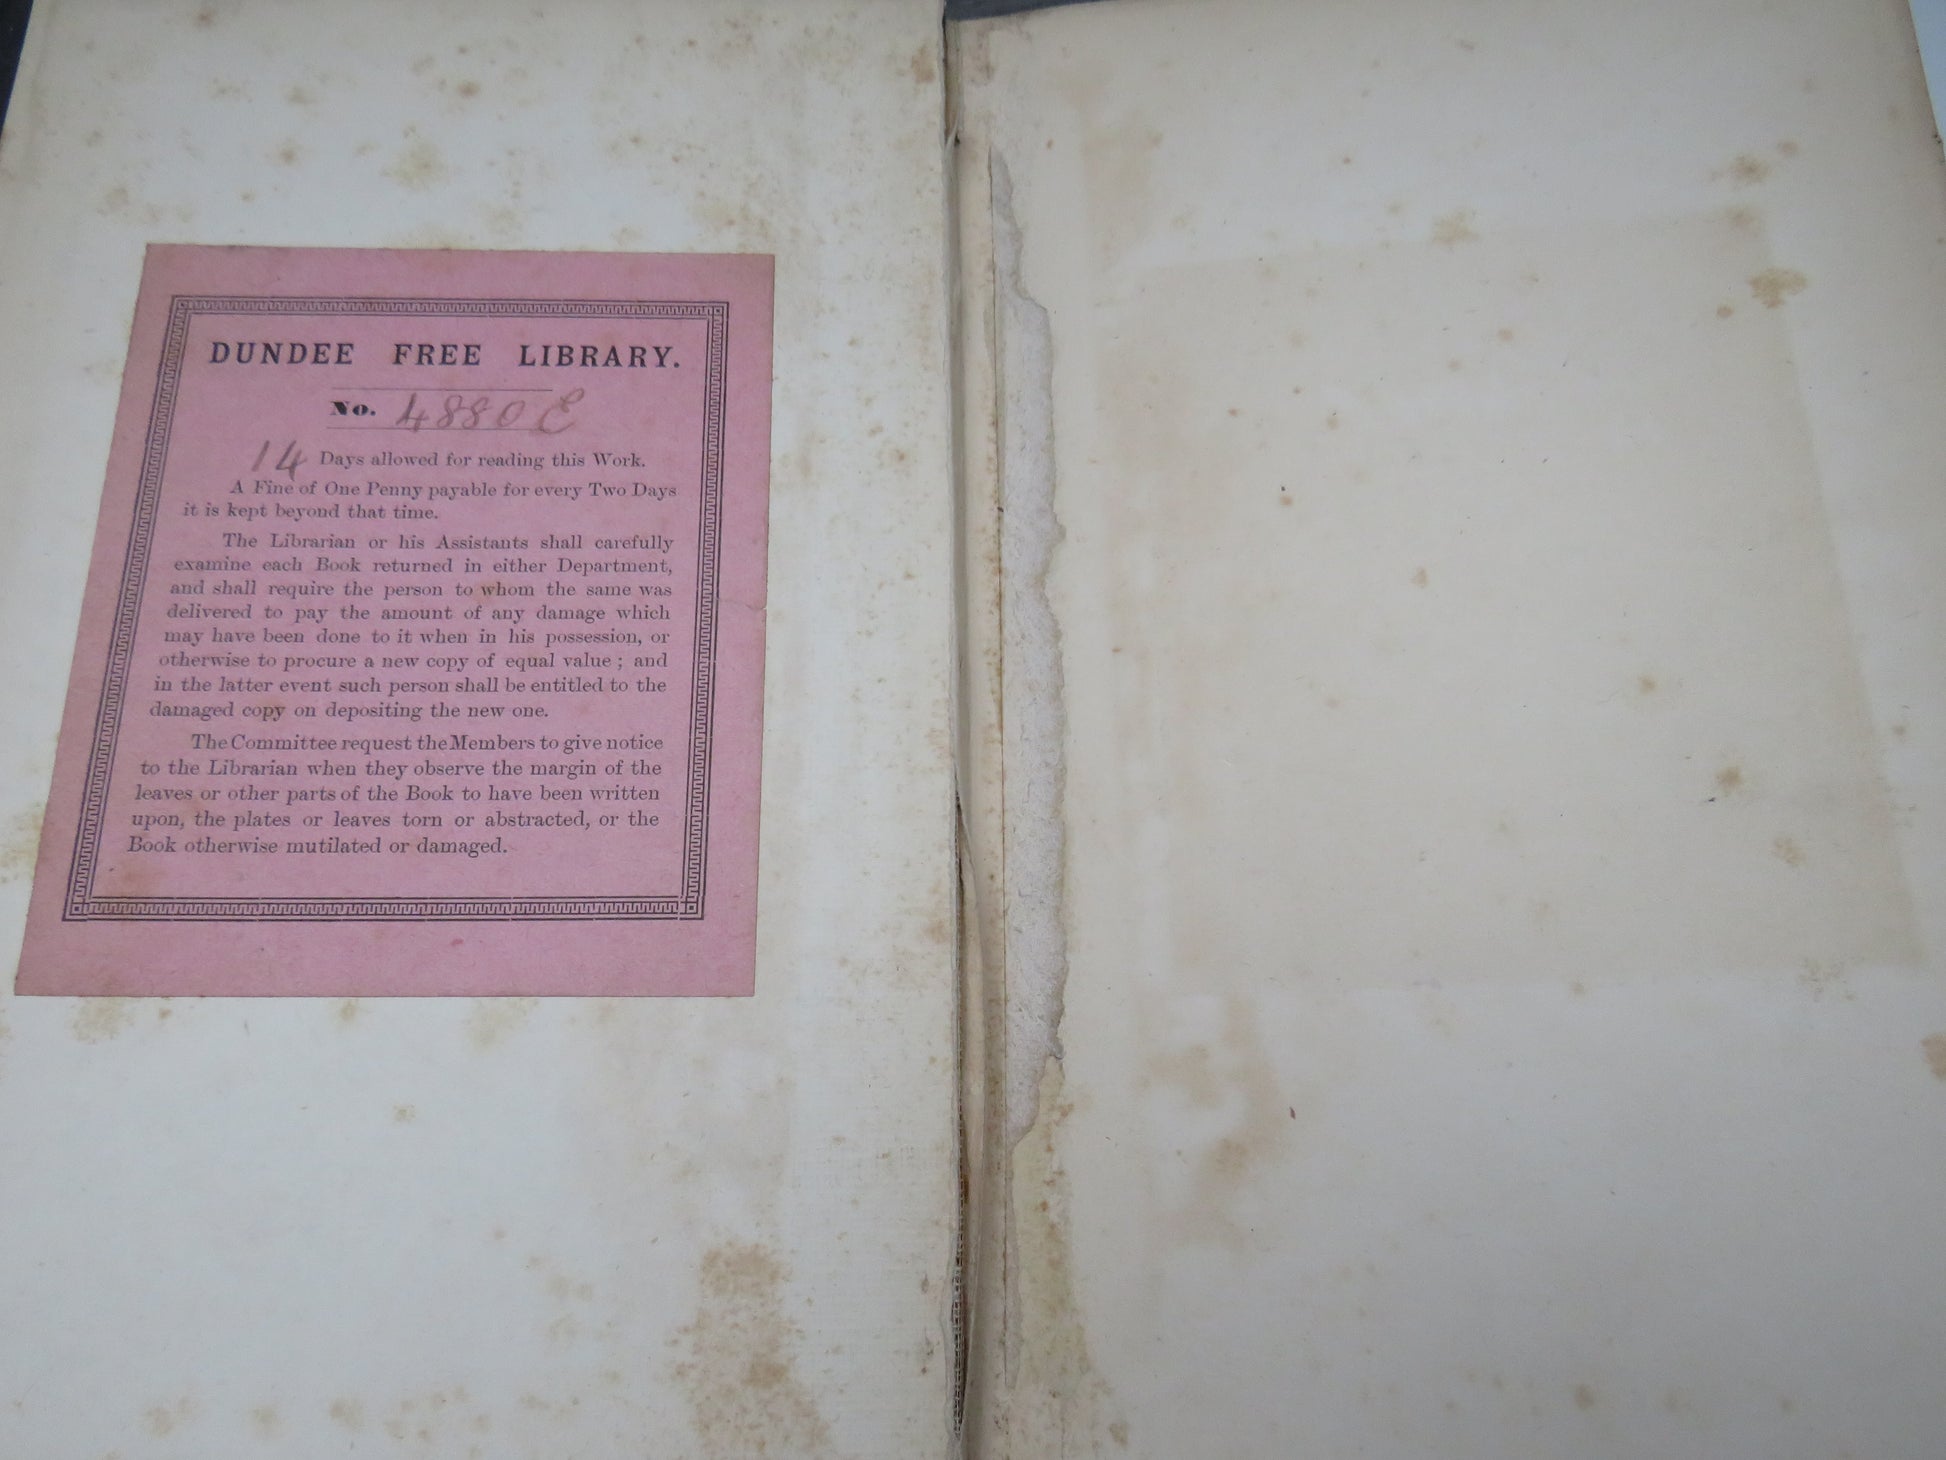 DUNDEE FREE LIBRARY.
No. 4880 E
14 Days allowed for reading this Work.
A Fine of One Penny payable for every Two Days
it is kept beyond that time.
The Librarian or his Assistants shall carefully
examine each Book returned in either Department,
and shall require the person to whom the same was
delivered to pay the amount of any damage which
may have been done to it when in his possession, or
otherwise to procure a new copy of equal value ; and
in the latter event such person shall be entitled to the
damaged copy on depositing the new one.
The Committee request the Members to give notice
to the Librarian when they observe the margin of the
leaves or other parts of the Book to have been written
upon, the plates or leaves torn or abstracted, or the
Book otherwise mutilated or damaged.